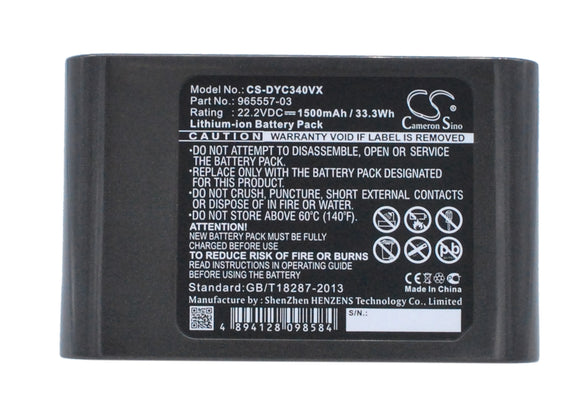 Model No.: CS-DYC340VX
Part No.: 965557-03
Rating : 22.2VDC⎓1500mAh / 33.3Wh
Lithium-ion Battery Pack
CS
Cameron Sino
CAUTION WARRANTY VOID IF LABEL IS REMOVED
•DO NOT ATTEMPT TO DISASSEMBLE, OPEN OR SERVICE
THE BATTERY PACK.
•REPLACE ONLY WITH THE BATTERY PACK DESIGNATED
FOR THIS PRODUCT.
•DO NOT CRUSH, PUNCTURE, SHORT EXTERNAL CONTACTS
OR DISPOSE OF IN FIRE OR WATER.
•DO NOT STORE ABOVE 60°C (140°F).
ATTENTION!
NEW BATTERY PACK MUST BE FULLY
CHARGED BEFORE USE.
TO REDUCE RISK OF FIRE OR BURNS
READ INSTRUCTIONS IN OPERATING GUIDE
BEFORE USING BATTERY PACK
Pb
CE
Made In China
Standard:GB/T18287-2013
Manufacture by : ShenZhen HENZENS Technology Co., Limited
4 894128 098584
S/N.: